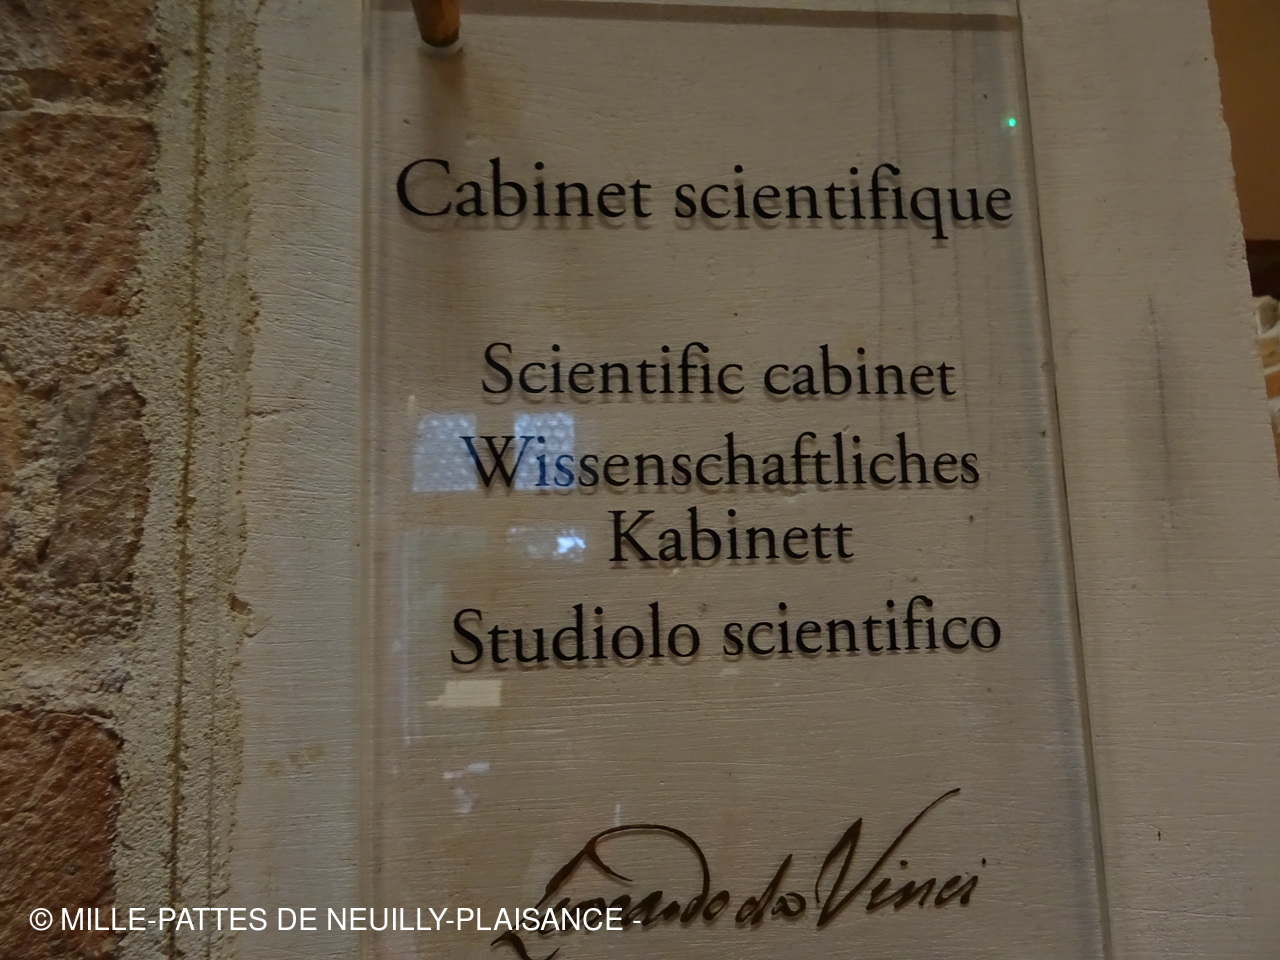 Cabinet scientifique
Scientific cabinet
Wissenschaftliches
Kabinett
Studiolo scientifico
Leonardo da Vinci
© MILLE-PATTES DE NEUILLY-PLAISANCE -